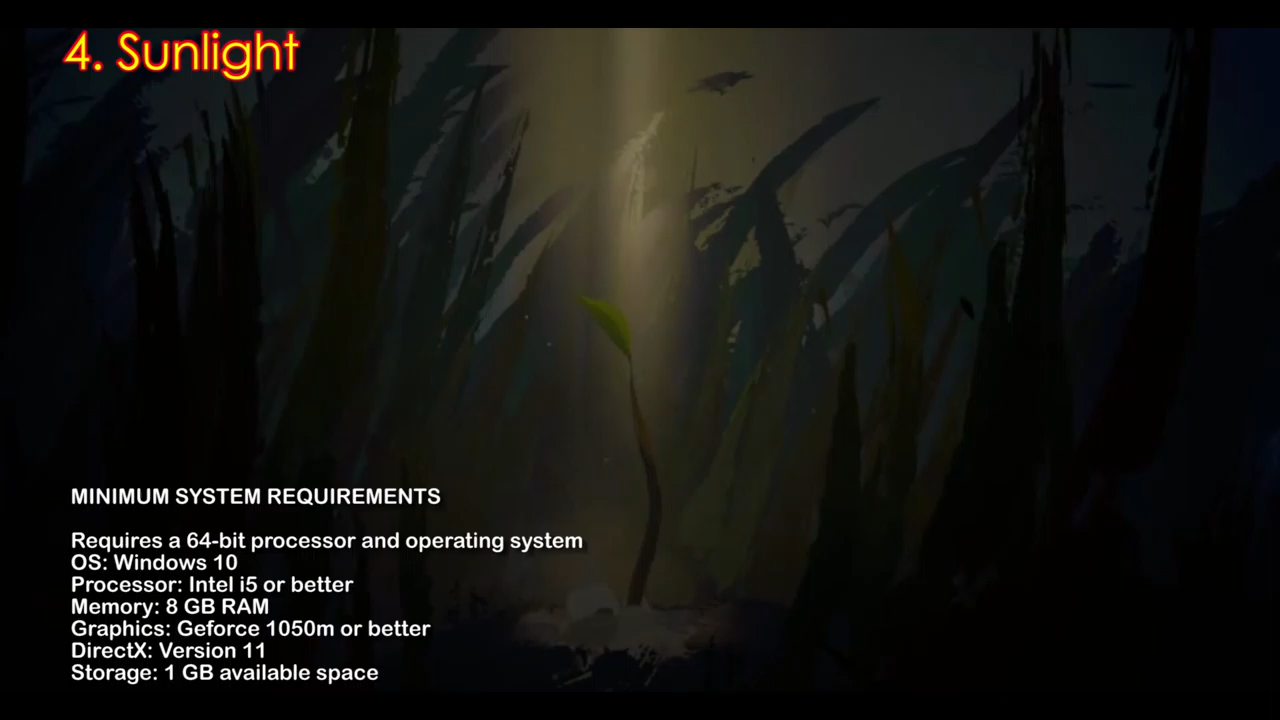 4. Sunlight
MINIMUM SYSTEM REQUIREMENTS
Requires a 64-bit processor and operating system
OS: Windows 10
Processor: Intel i5 or better
Memory: 8 GB RAM
Graphics: Geforce 1050m or better
DirectX: Version 11
Storage: 1 GB available space